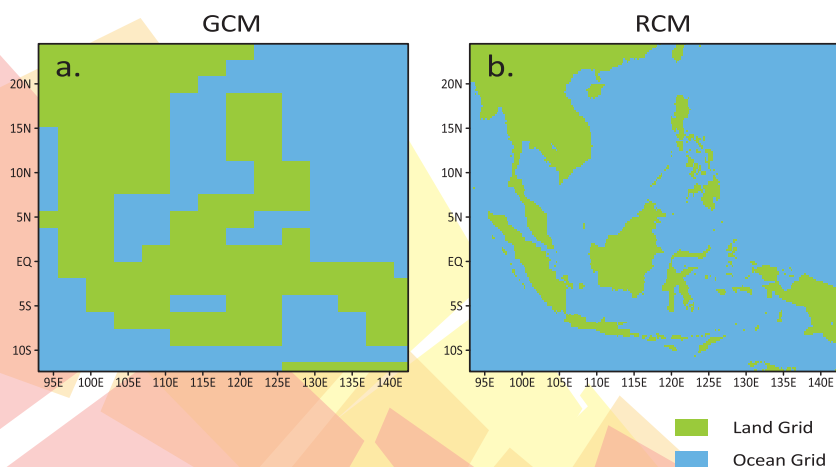 GCM
RCM
a.
20N
15N
10N
5N
EQ
5S
10S
95E 100E 105E 110E 115E 120E 125E 130E 135E 140E
b.
20N
15N
10N
5N
EQ
5S
10S
95E 100E 105E 110E 115E 120E 125E 130E 135E 140E
Land Grid
Ocean Grid